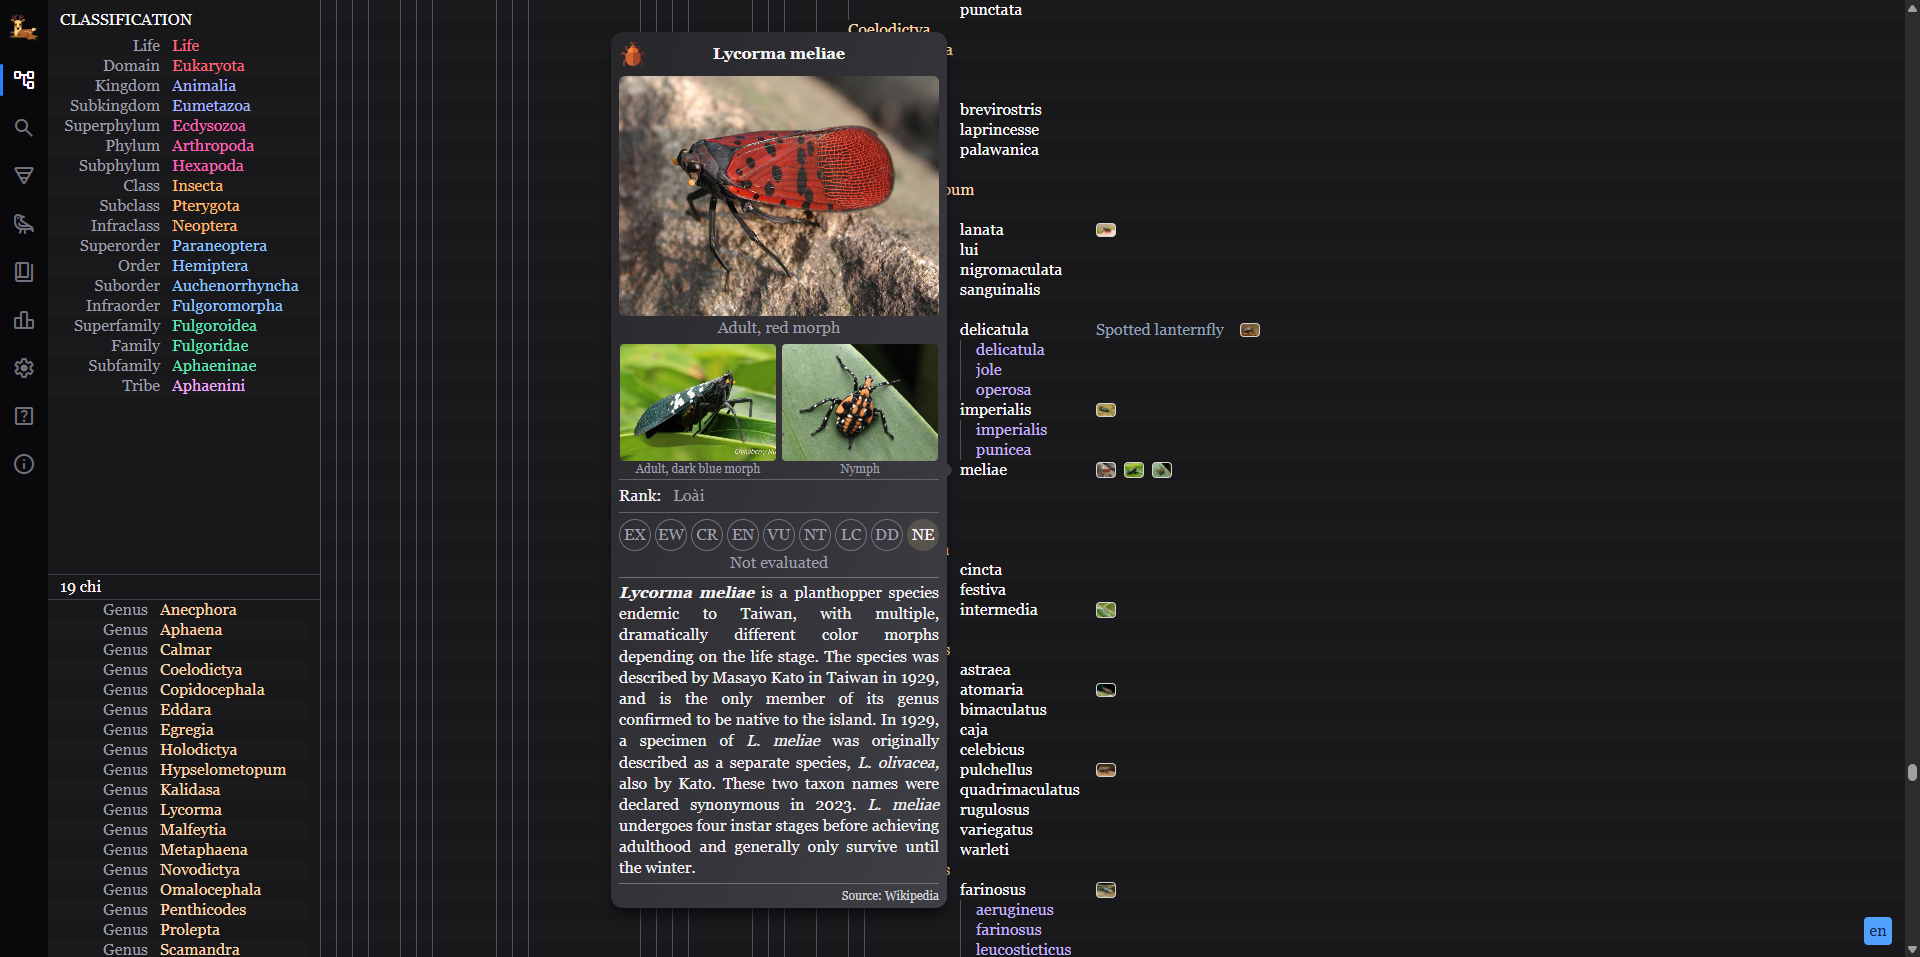 CLASSIFICATION
Life Life
Domain Eukaryota
Kingdom Animalia
Subkingdom Eumetazoa
Superphylum Ecdysozoa
Phylum Arthropoda
Subphylum Hexapoda
Class Insecta
Subclass Pterygota
Infraclass Neoptera
Superorder Paraneoptera
Order Hemiptera
Suborder Auchenorrhyncha
Infraorder Fulgoromorpha
Superfamily Fulgoroidea
Family Fulgoridae
Subfamily Aphaeninae
Tribe Aphaenini
19 chi
Genus Anecphora
Genus Aphaena
Genus Calmar
Genus Coelodictya
Genus Copidocephala
Genus Eddara
Genus Egregia
Genus Holodictya
Genus Hypselometopum
Genus Kalidasa
Genus Lycorma
Genus Malfeytia
Genus Metaphaena
Genus Novodictya
Genus Omalocephala
Genus Penthicodes
Genus Prolepta
Genus Scamandra
Coelodictya
Lycorma meliae
Adult, red morph
Adult, dark blue morph
Nymph
Rank: Loài
EX EW CR EN VU NT LC DD NE
Not evaluated
Lycorma meliae is a planthopper species
endemic to Taiwan, with multiple,
dramatically different color morphs
depending on the life stage. The species was
described by Masayo Kato in Taiwan in 1929,
and is the only member of its genus
confirmed to be native to the island. In 1929,
a specimen of L. meliae was originally
described as a separate species, L. olivacea,
also by Kato. These two taxon names were
declared synonymous in 2023. L. meliae
undergoes four instar stages before achieving
adulthood and generally only survive until
the winter.
Source: Wikipedia
punctata
brevirostris
laprincesse
palawanica
lanata
lui
nigromaculata
sanguinalis
delicatula Spotted lanternfly
delicatula
jole
operosa
imperialis
imperialis
punicea
meliae
cincta
festiva
intermedia
astraea
atomaria
bimaculatus
caja
celebicus
pulchellus
quadrimaculatus
rugulosus
variegatus
warleti
farinosus
aerugineus
farinosus
leucosticticus
en